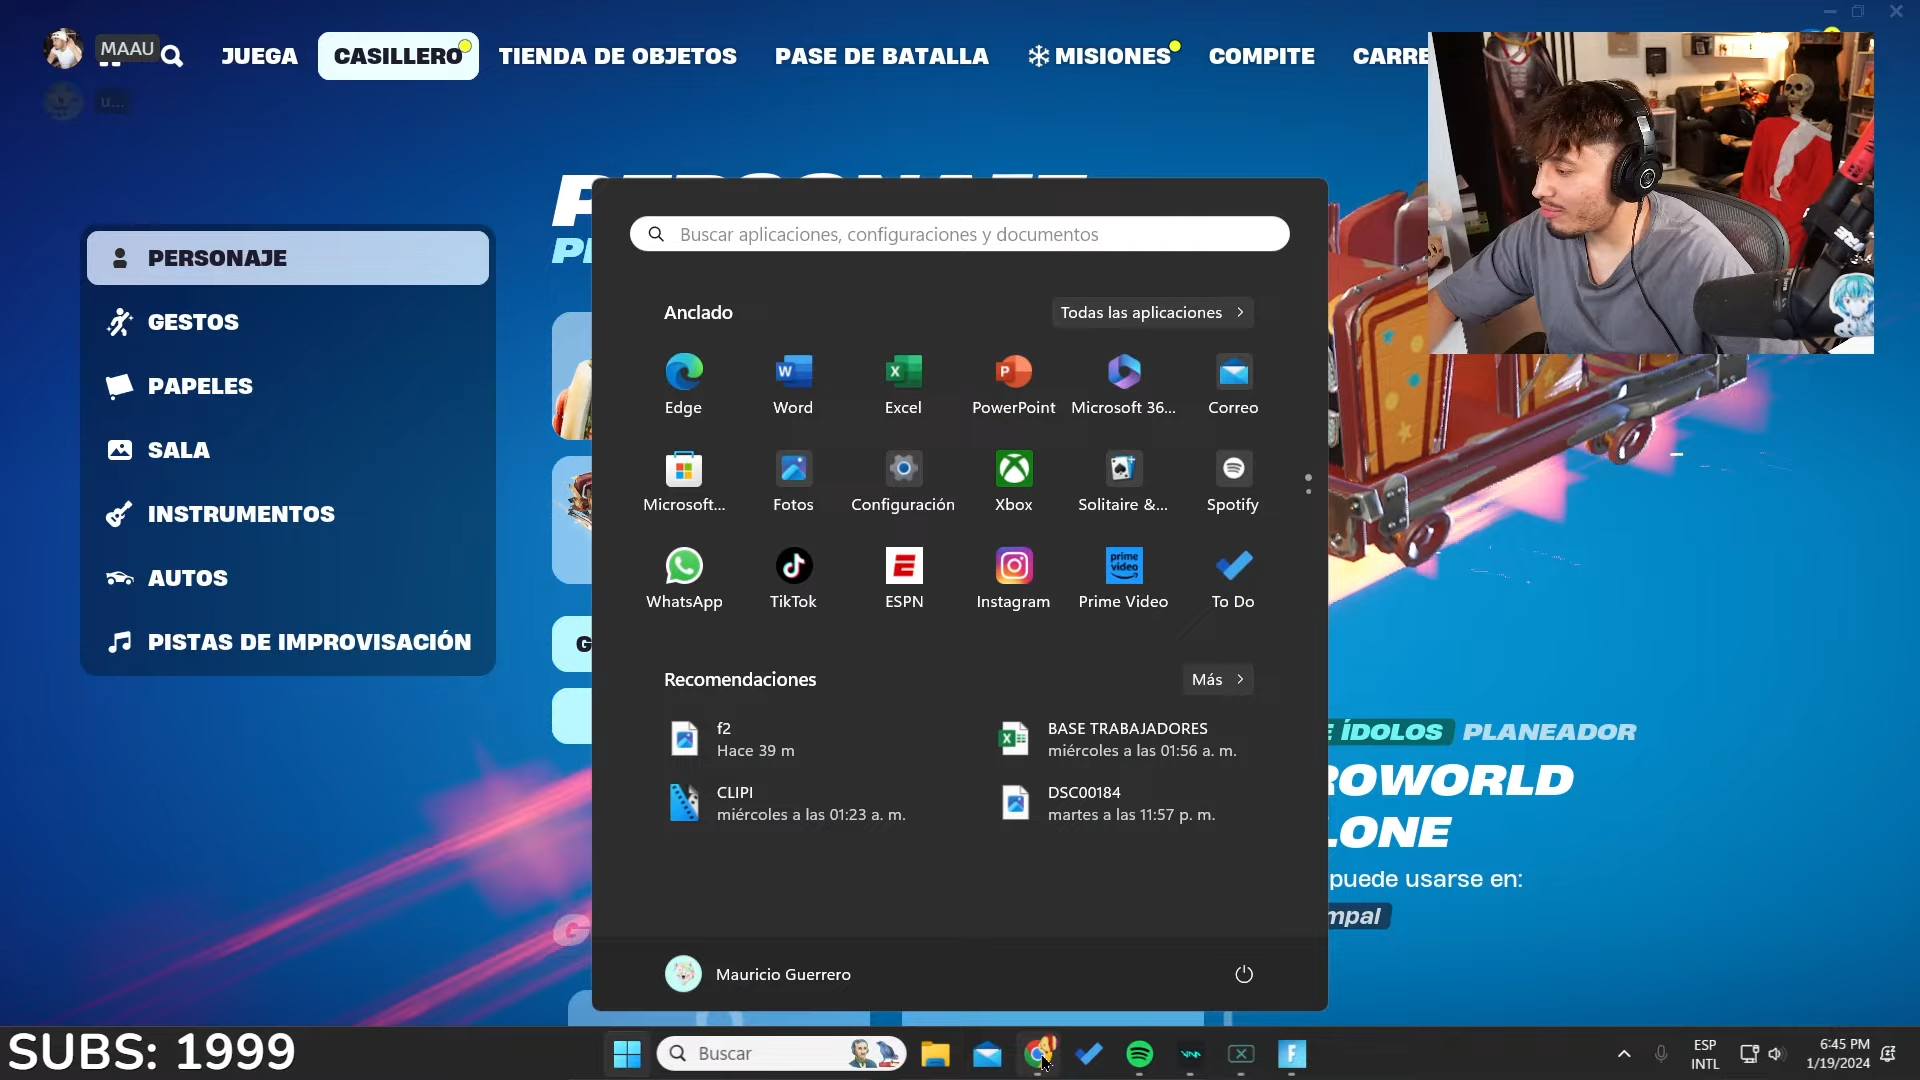 MAAU
JUEGA
CASILLERO
TIENDA DE OBJETOS
PASE DE BATALLA
MISIONES
COMPITE
CARRE
u...
PERSONAJE
GESTOS
PAPELES
SALA
INSTRUMENTOS
AUTOS
PISTAS DE IMPROVISACIÓN
PERSONAJE
Buscar aplicaciones, configuraciones y documentos
Anclado
Todas las aplicaciones
Edge
Word
Excel
PowerPoint
Microsoft 36...
Correo
Microsoft...
Fotos
Configuración
Xbox
Solitaire &...
Spotify
WhatsApp
TikTok
ESPN
Instagram
prime video
Prime Video
To Do
Recomendaciones
Más
f2
Hace 39 m
BASE TRABAJADORES
miércoles a las 01:56 a. m.
CLIPI
miércoles a las 01:23 a. m.
DSC00184
martes a las 11:57 p. m.
Mauricio Guerrero
E ÍDOLOS
PLANEADOR
ROWORLD
LONE
puede usarse en:
mpal
SUBS: 1999
Buscar
ESP
INTL
6:45 PM
1/19/2024